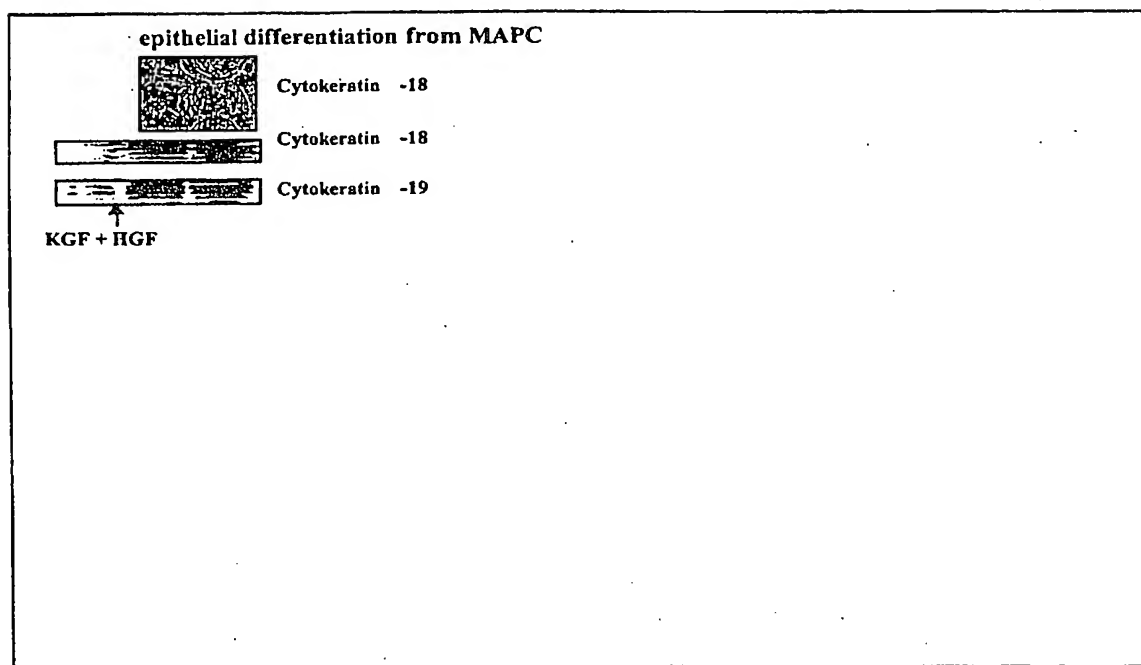 epithelial differentiation from MAPC
Cytokeratin -18
Cytokeratin -18
Cytokeratin -19
KGF + HGF